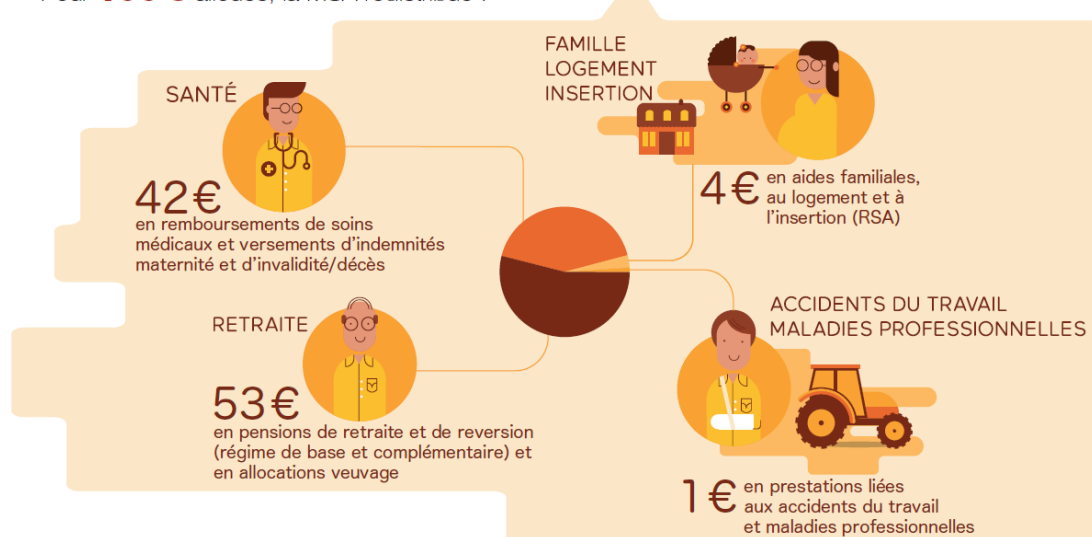 SANTÉ
42€
en remboursements de soins
médicaux et versements d'indemnités
maternité et d'invalidité/décès
FAMILLE
LOGEMENT
INSERTION
4€ en aides familiales,
au logement et à
l'insertion (RSA)
RETRAITE
53€
en pensions de retraite et de reversion
(régime de base et complémentaire) et
en allocations veuvage
ACCIDENTS DU TRAVAIL
MALADIES PROFESSIONNELLES
1€ en prestations liées
aux accidents du travail
et maladies professionnelles